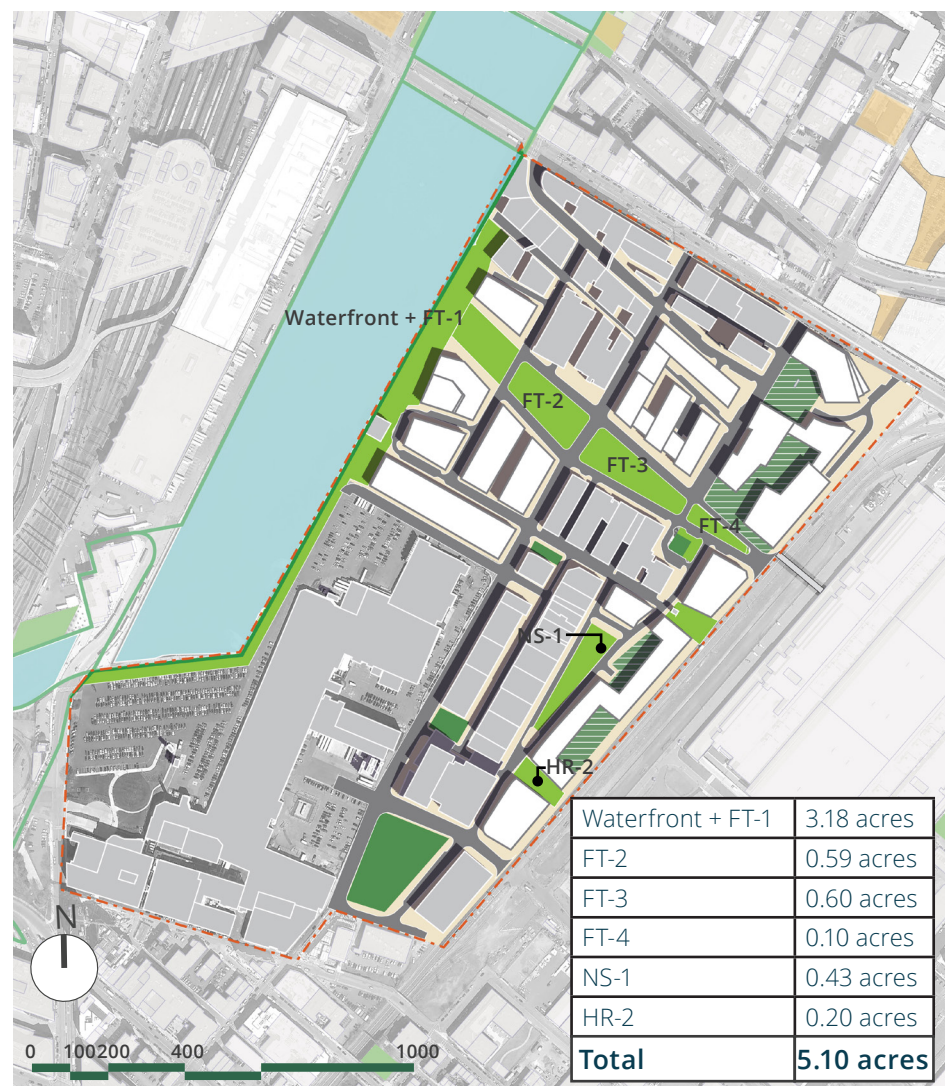 Waterfront + FT-1
FT-2
FT-3
FT-4
NS-1
HR-2
Waterfront + FT-1 3.18 acres
FT-2 0.59 acres
FT-3 0.60 acres
FT-4 0.10 acres
NS-1 0.43 acres
HR-2 0.20 acres
Total 5.10 acres
N
0 100 200 400 1000